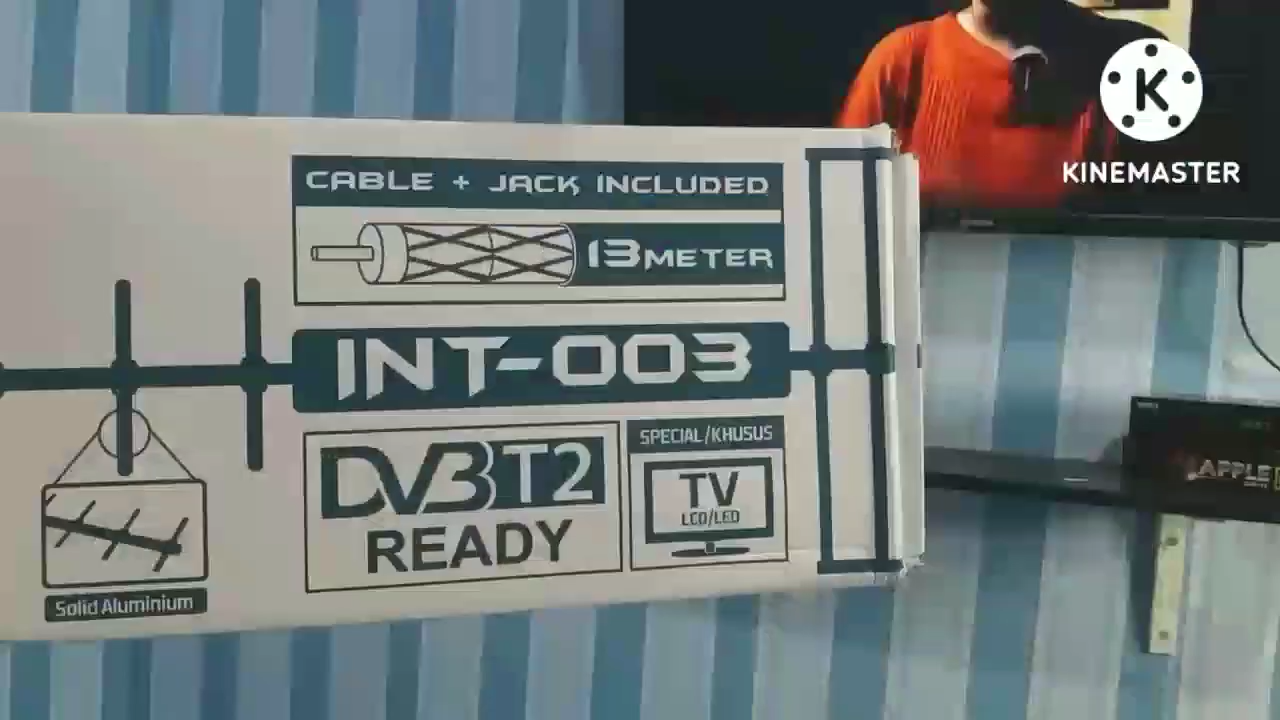 K
KINEMASTER
CABLE + JACK INCLUDED
13METER
INT-003
DVB T2
READY
SPECIAL/KHUSUS
TV
LCD/LED
Solid Aluminium
APPLE